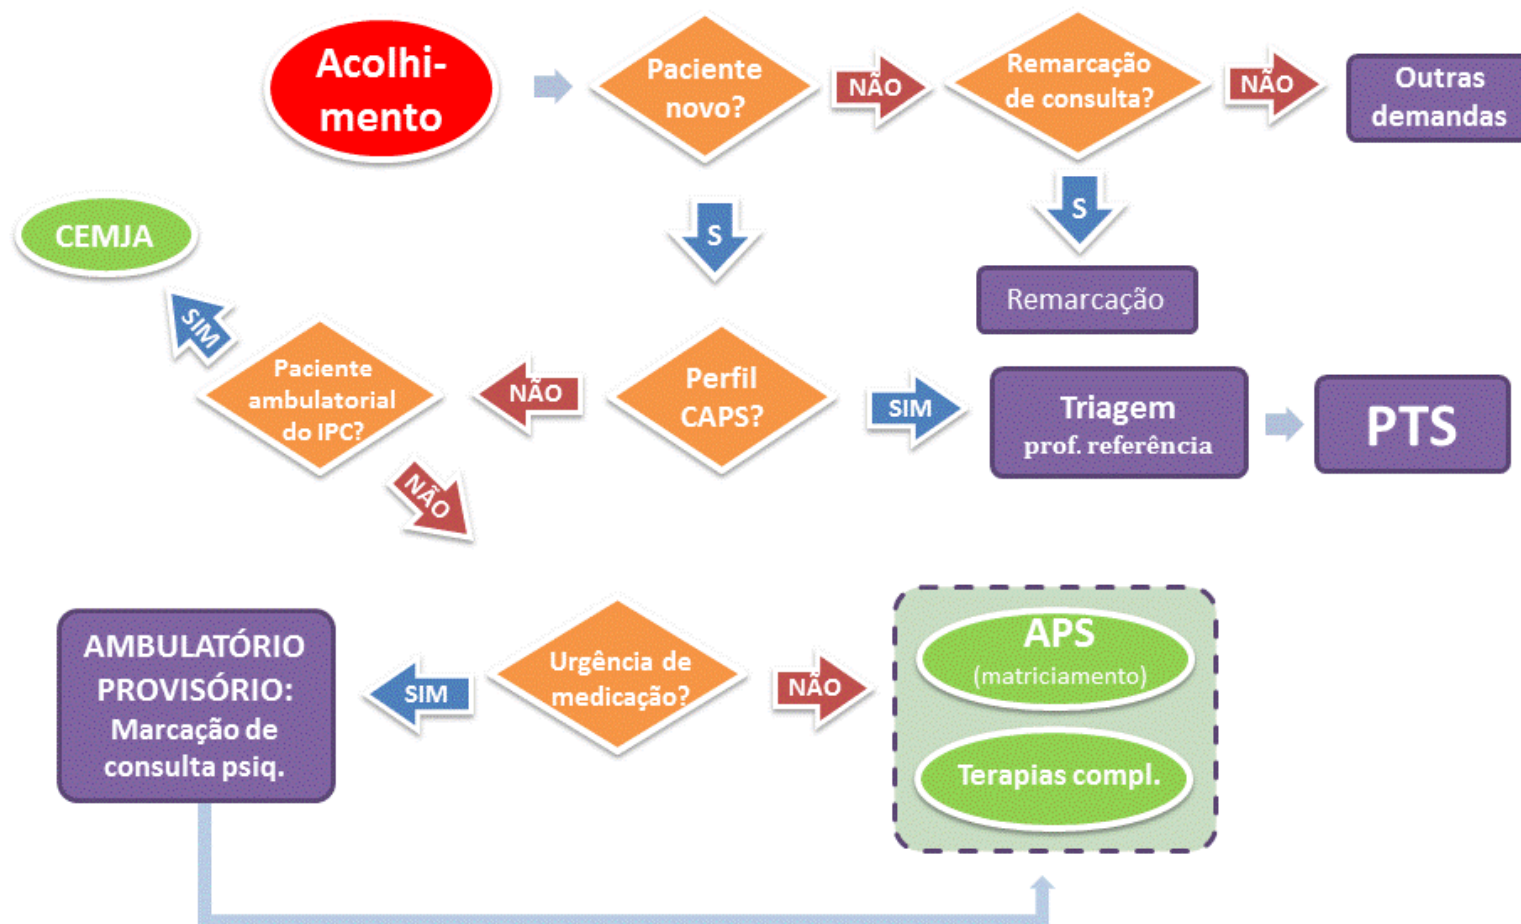 Acolhi-
mento
Paciente
novo?
NÃO
Remarcação
de consulta?
NÃO
Outras
demandas
S
S
CEMJA
Remarcação
SIM
Paciente
ambulatorial
do IPC?
NÃO
Perfil
CAPS?
SIM
Triagem
prof. referência
PTS
NÃO
AMBULATÓRIO
PROVISÓRIO:
Marcação de
consulta psiq.
SIM
Urgência de
medicação?
NÃO
APS
(matriciamento)
Terapias compl.